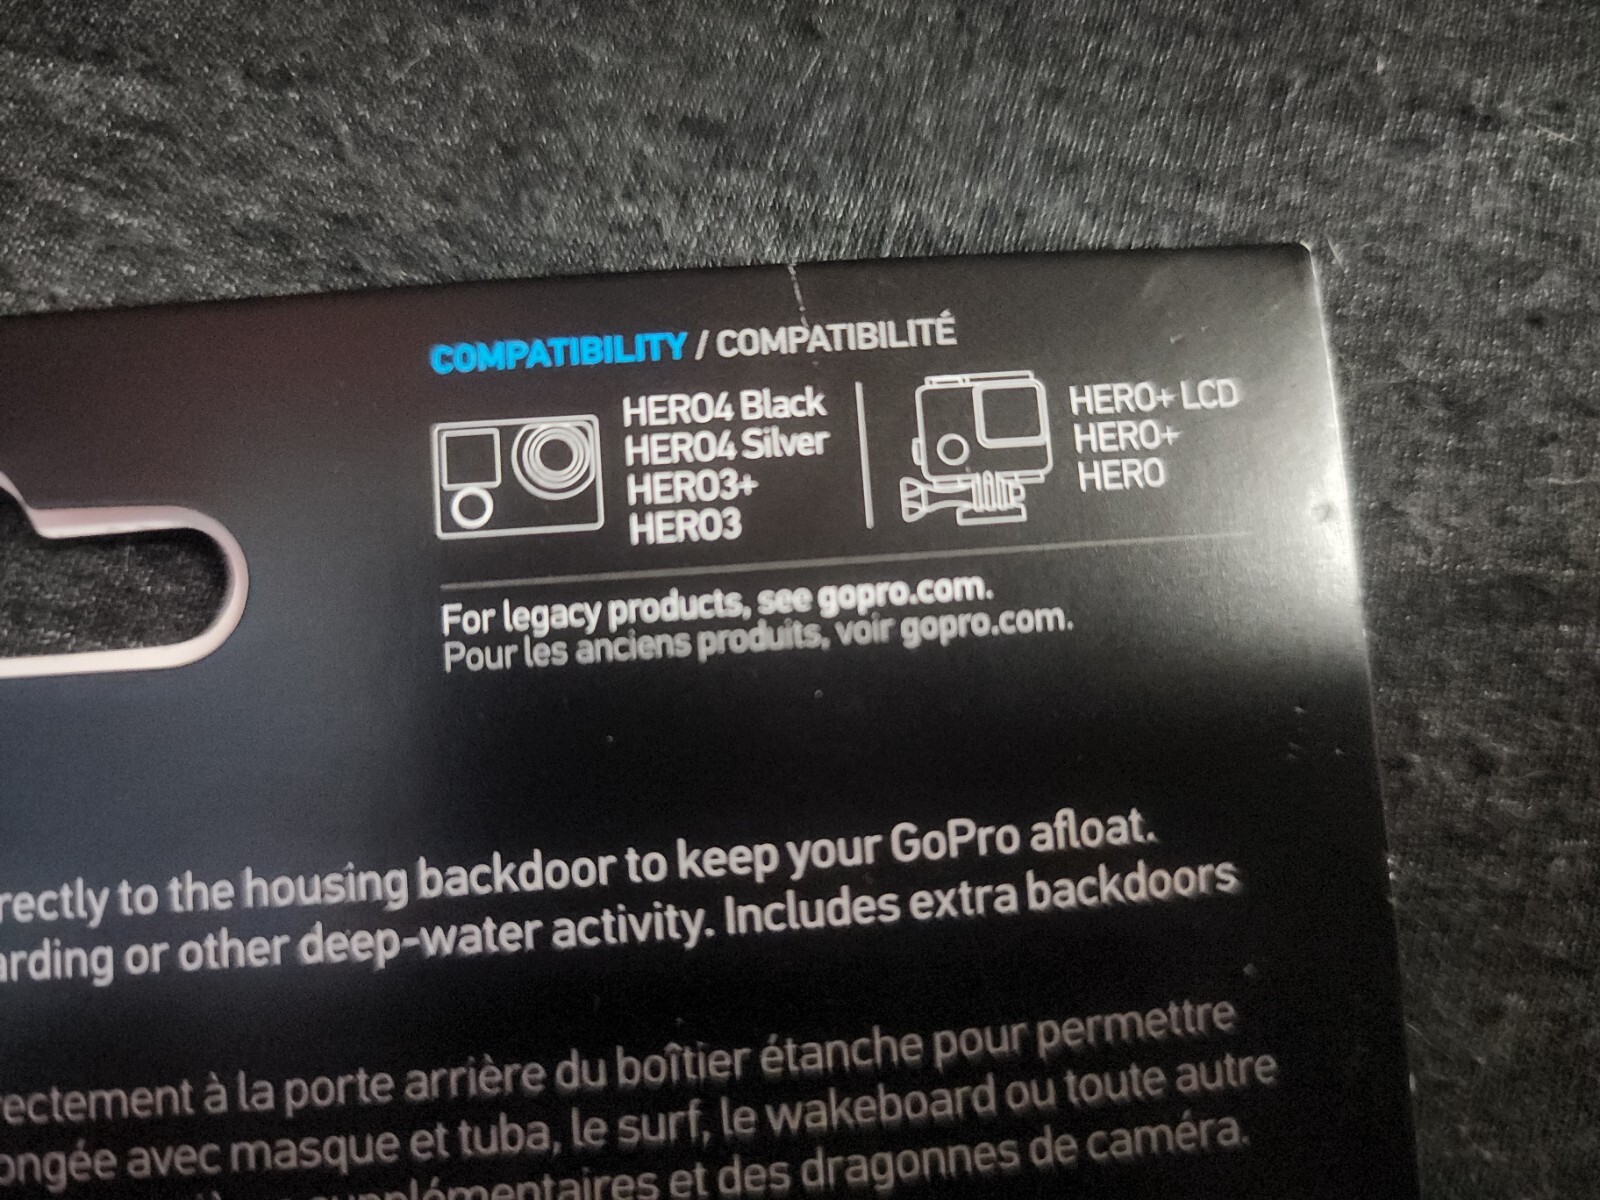 COMPATIBILITY / COMPATIBILITÉ
HERO4 Black
HERO4 Silver
HERO3+
HERO3
HERO+ LCD
HERO+
HERO
For legacy products, see gopro.com.
Pour les anciens produits, voir gopro.com.
rectly to the housing backdoor to keep your GoPro afloat.
arding or other deep-water activity. Includes extra backdoors
rectement à la porte arrière du boîtier étanche pour permettre
ongée avec masque et tuba, le surf, le wakeboard ou toute autre
supplémentaires et des dragonnes de caméra.